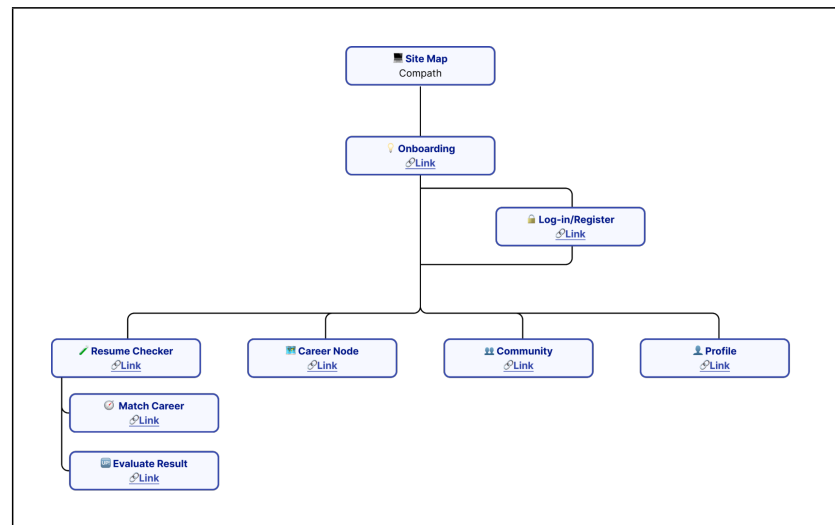 Site Map
Compath
Onboarding
Link
Log-in/Register
Link
Resume Checker
Link
Career Node
Link
Community
Link
Profile
Link
Match Career
Link
Evaluate Result
Link